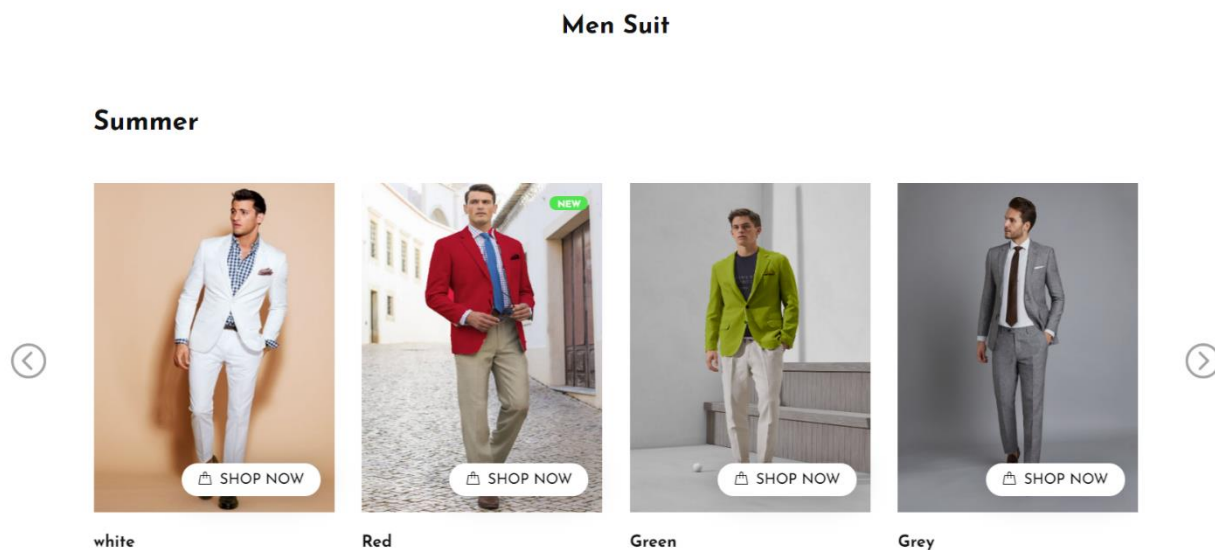 Men Suit
Summer
NEW
SHOP NOW
SHOP NOW
SHOP NOW
SHOP NOW
white
Red
Green
Grey